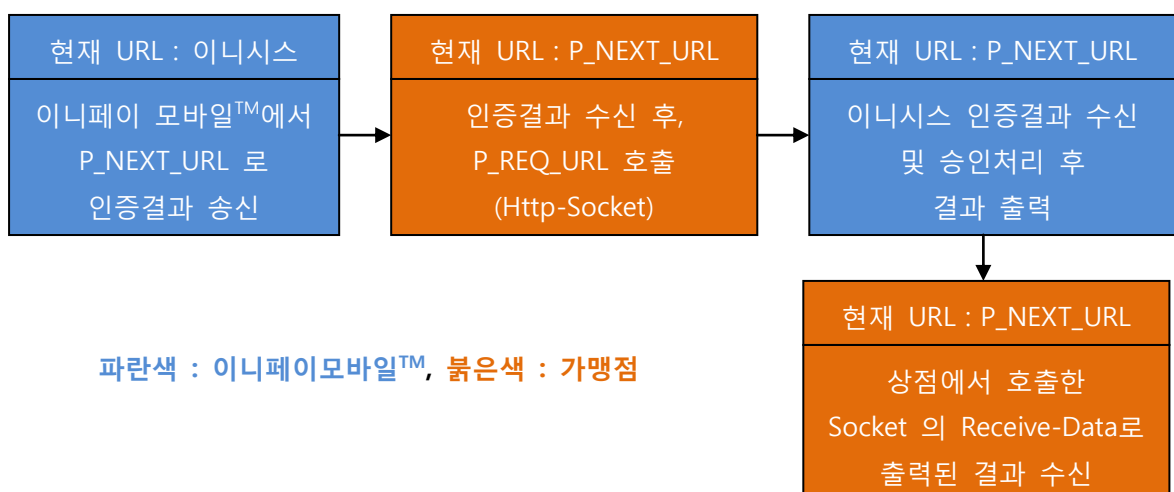 현재 URL : 이니시스
이니페이 모바일TM에서
P_NEXT_URL 로
인증결과 송신
현재 URL : P_NEXT_URL
인증결과 수신 후,
P_REQ_URL 호출
(Http-Socket)
현재 URL : P_NEXT_URL
이니시스 인증결과 수신
및 승인처리 후
결과 출력
현재 URL : P_NEXT_URL
상점에서 호출한
Socket 의 Receive-Data로
출력된 결과 수신
파란색 : 이니페이모바일TM, 붉은색 : 가맹점